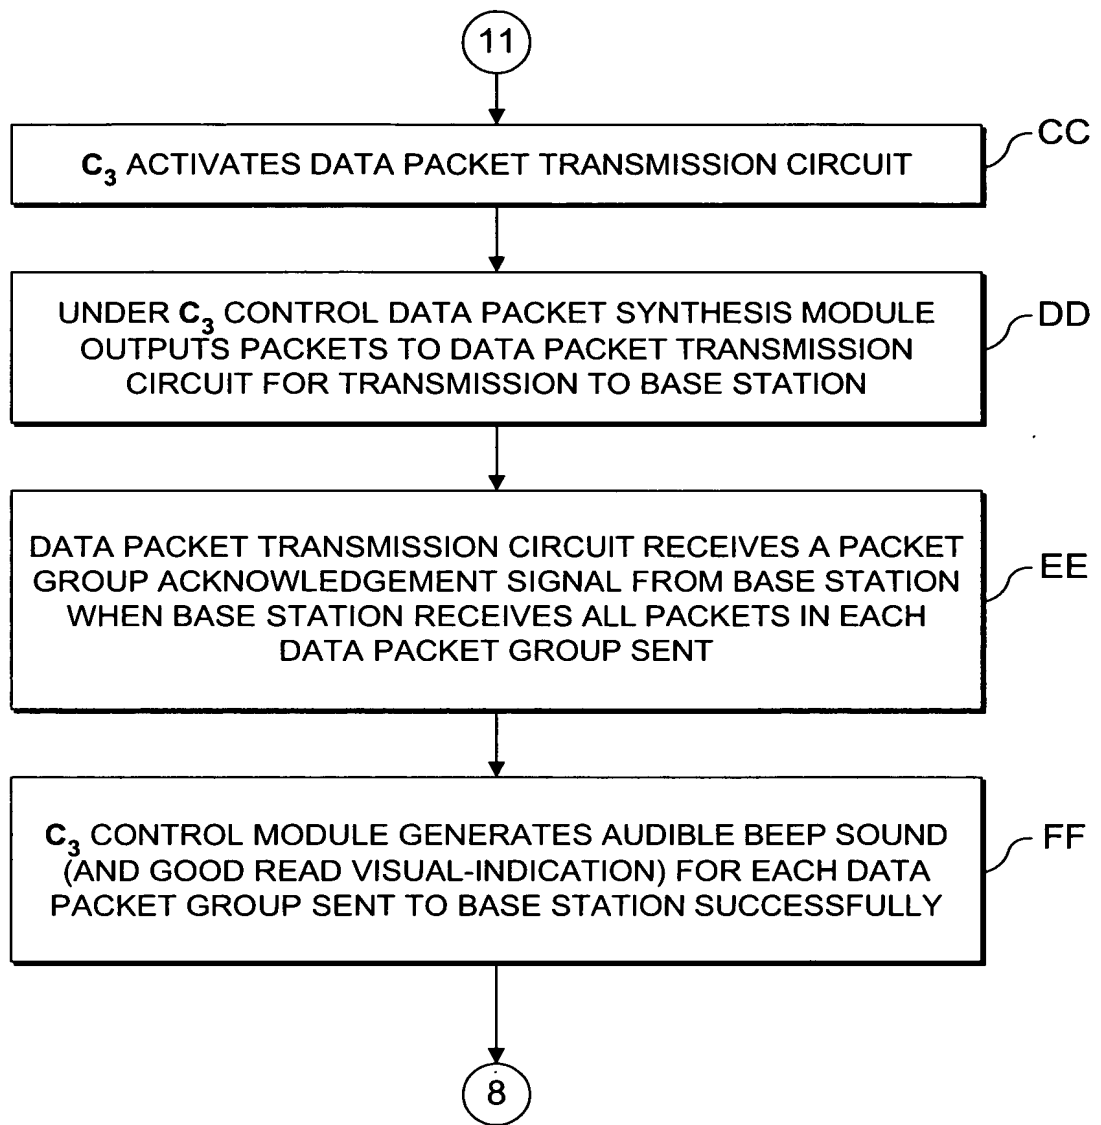 11
C₃ ACTIVATES DATA PACKET TRANSMISSION CIRCUIT
CC
UNDER C₃ CONTROL DATA PACKET SYNTHESIS MODULE
OUTPUTS PACKETS TO DATA PACKET TRANSMISSION
CIRCUIT FOR TRANSMISSION TO BASE STATION
DD
DATA PACKET TRANSMISSION CIRCUIT RECEIVES A PACKET
GROUP ACKNOWLEDGEMENT SIGNAL FROM BASE STATION
WHEN BASE STATION RECEIVES ALL PACKETS IN EACH
DATA PACKET GROUP SENT
EE
C₃ CONTROL MODULE GENERATES AUDIBLE BEEP SOUND
(AND GOOD READ VISUAL-INDICATION) FOR EACH DATA
PACKET GROUP SENT TO BASE STATION SUCCESSFULLY
FF
8